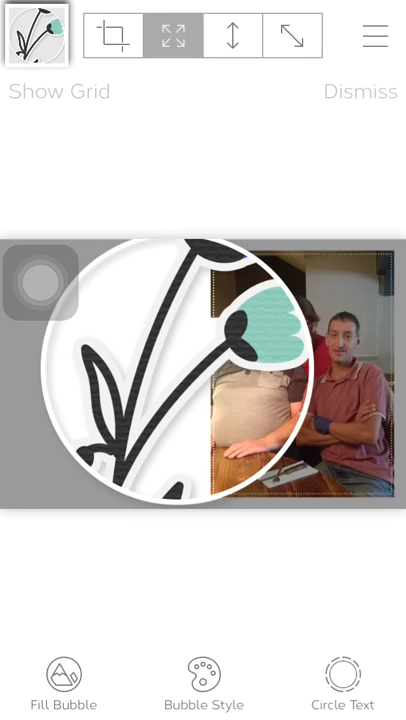 Show Grid
Dismiss
Fill Bubble
Bubble Style
Circle Text